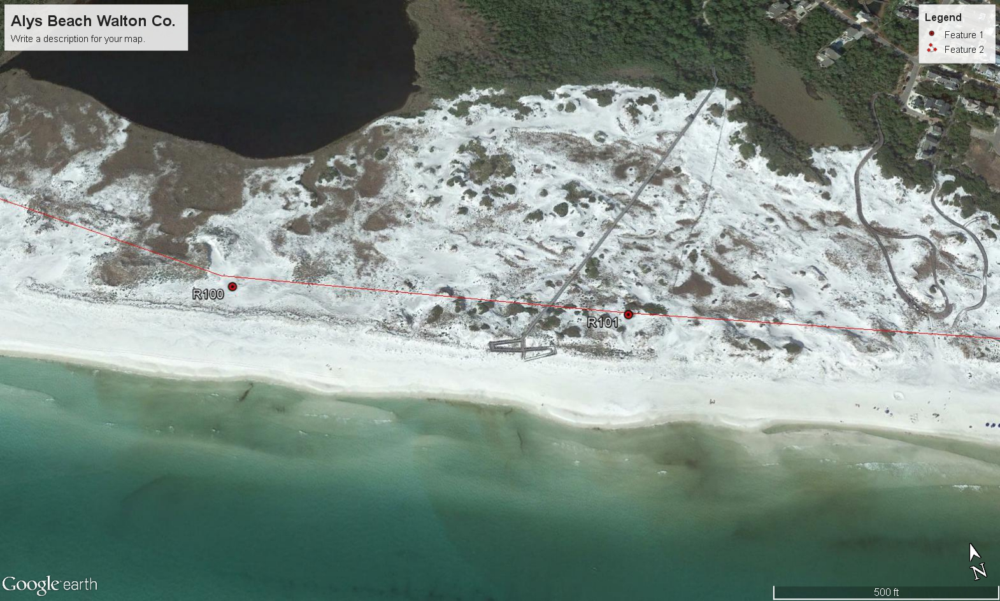 Alys Beach Walton Co.
Write a description for your map.
Legend
Feature 1
Feature 2
R100
R101
N
Google earth
500 ft